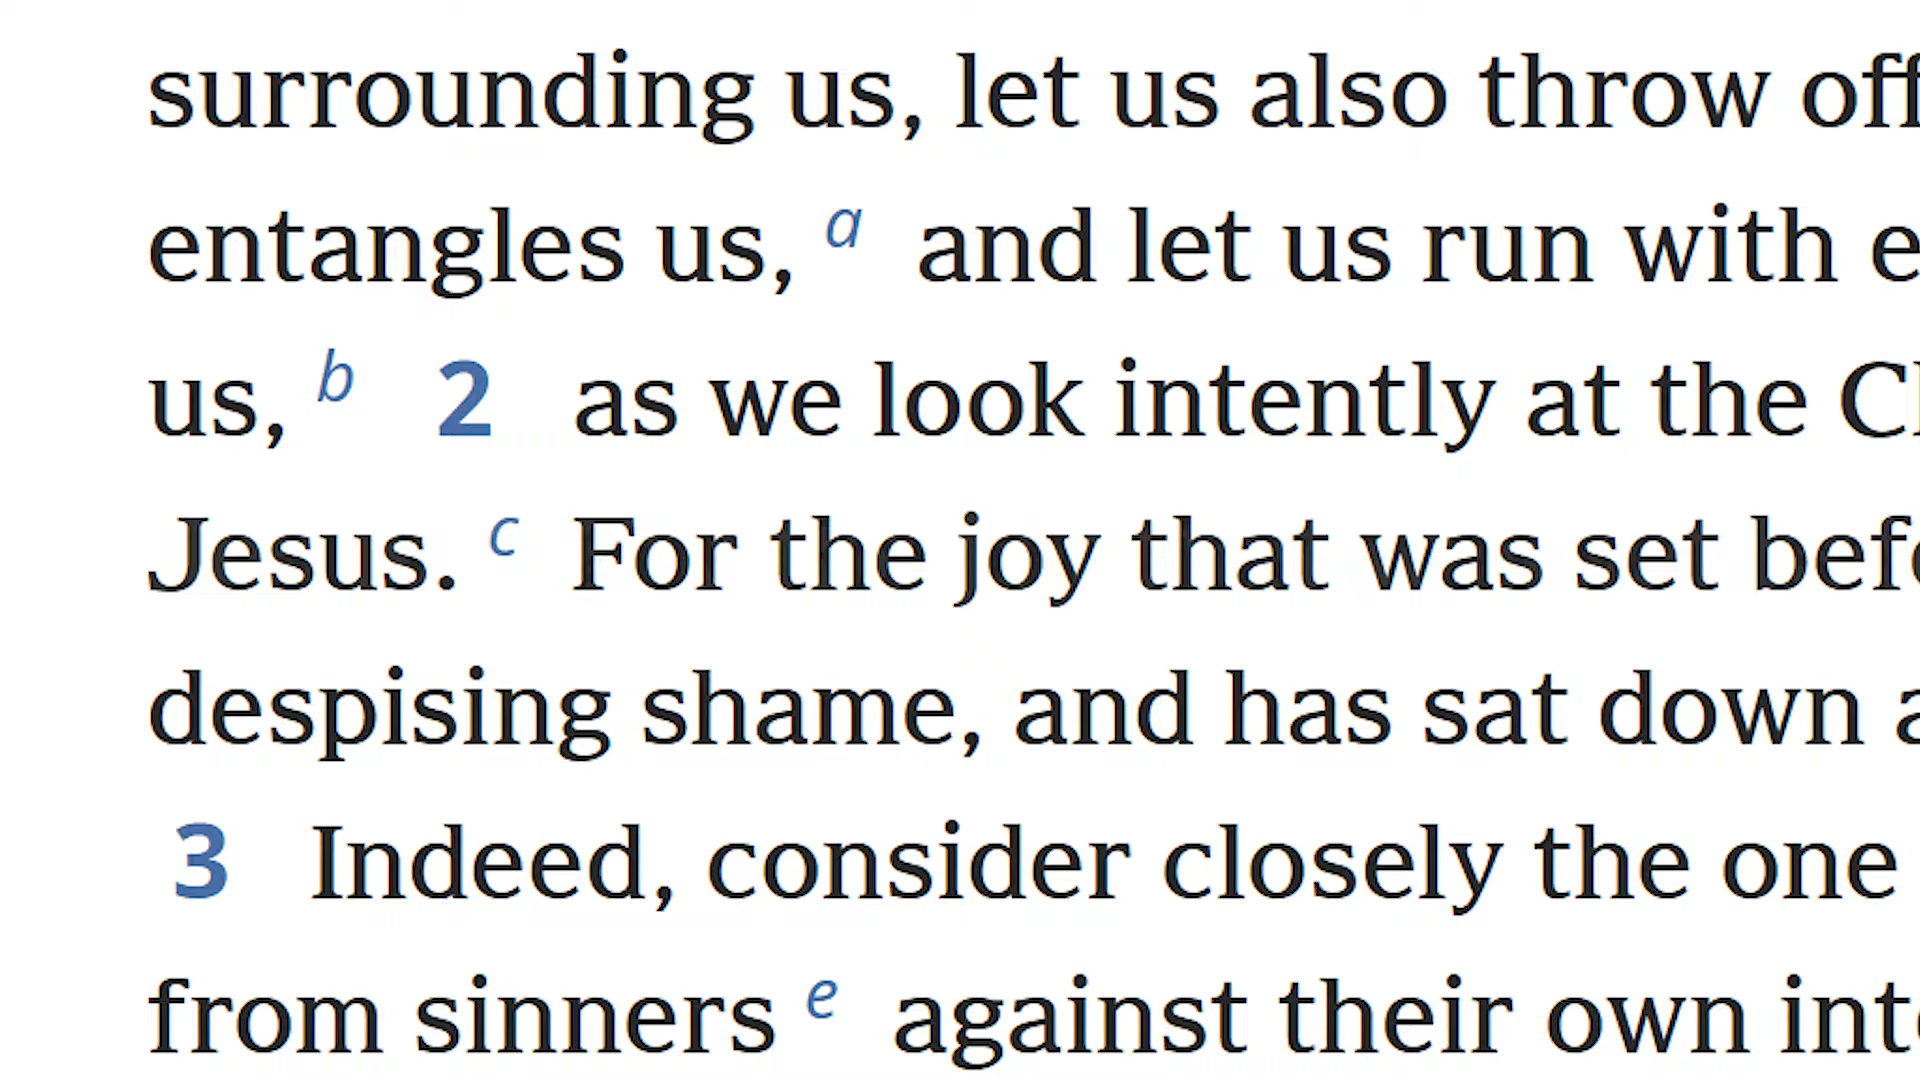 surrounding us, let us also throw off
entangles us, a and let us run with
us, b 2 as we look intently at the
Jesus. c For the joy that was set
despising shame, and has sat down
3 Indeed, consider closely the one
from sinners e against their own